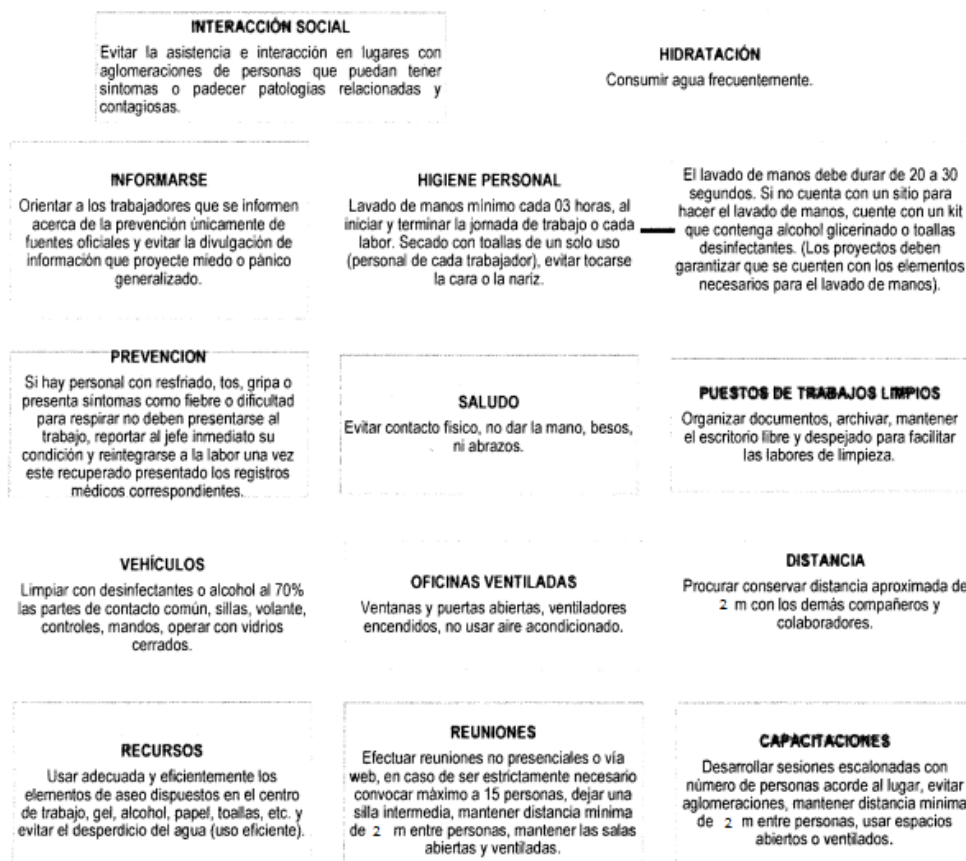 INTERACCIÓN SOCIAL
Evitar la asistencia e interacción en lugares con
aglomeraciones de personas que puedan tener
síntomas o padecer patologías relacionadas y
contagiosas.
HIDRATACIÓN
Consumir agua frecuentemente.
INFORMARSE
Orientar a los trabajadores que se informen
acerca de la prevención únicamente de
fuentes oficiales y evitar la divulgación de
información que proyecte miedo o pánico
generalizado.
HIGIENE PERSONAL
Lavado de manos mínimo cada 03 horas, al
iniciar y terminar la jornada de trabajo o cada
labor. Secado con toallas de un solo uso
(personal de cada trabajador), evitar tocarse
la cara o la nariz.
El lavado de manos debe durar de 20 a 30
segundos. Si no cuenta con un sitio para
hacer el lavado de manos, cuente con un kit
que contenga alcohol glicerinado o toallas
desinfectantes. (Los proyectos deben
garantizar que se cuenten con los elementos
necesarios para el lavado de manos).
PREVENCION
Si hay personal con resfriado, tos, gripa o
presenta síntomas como fiebre o dificultad
para respirar no deben presentarse al
trabajo, reportar al jefe inmediato su
condición y reintegrarse a la labor una vez
este recuperado presentado los registros
médicos correspondientes.
SALUDO
Evitar contacto físico, no dar la mano, besos,
ni abrazos.
PUESTOS DE TRABAJOS LIMPIOS
Organizar documentos, archivar, mantener
el escritorio libre y despejado para facilitar
las labores de limpieza.
VEHÍCULOS
Limpiar con desinfectantes o alcohol al 70%
las partes de contacto común, sillas, volante,
controles, mandos, operar con vidrios
cerrados.
OFICINAS VENTILADAS
Ventanas y puertas abiertas, ventiladores
encendidos, no usar aire acondicionado.
DISTANCIA
Procurar conservar distancia aproximada de
2 m con los demás compañeros y
colaboradores.
RECURSOS
Usar adecuada y eficientemente los
elementos de aseo dispuestos en el centro
de trabajo, gel, alcohol, papel, toallas, etc. y
evitar el desperdicio del agua (uso eficiente).
REUNIONES
Efectuar reuniones no presenciales o vía
web, en caso de ser estrictamente necesario
convocar máximo a 15 personas, dejar una
silla intermedia, mantener distancia mínima
de 2 m entre personas, mantener las salas
abiertas y ventiladas.
CAPACITACIONES
Desarrollar sesiones escalonadas con
número de personas acorde al lugar, evitar
aglomeraciones, mantener distancia mínima
de 2 m entre personas, usar espacios
abiertos o ventilados.